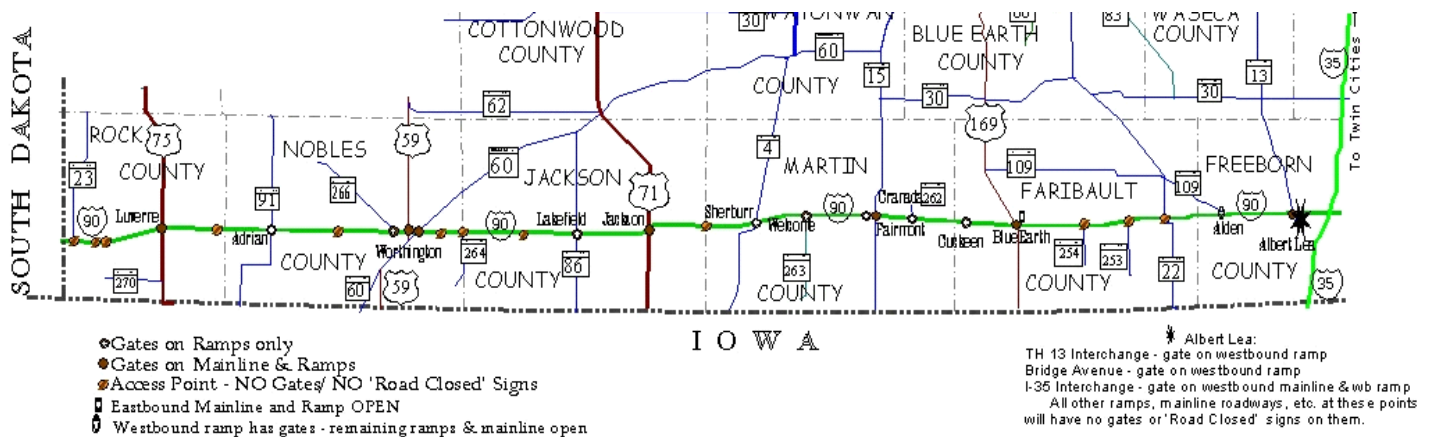 SOUTH DAKOTA
COTTONWOOD
COUNTY
30
60
COUNTY
15
BLUE EARTH
COUNTY
30
83
WASECA
COUNTY
13
30
35
To Twin Cities
ROCK
COUNTY
75
23
NOBLES
59
62
60
JACKSON
71
4
MARTIN
169
109
FARIBAULT
109
FREEBORN
90
Luverne
91
Adrian
266
Worthington
90
Lakefield
Jackson
Sherburn
Welcome
90
Granada
262
Fairmont
Guckeen
Blue Earth
90
Alden
Albert Lea
270
COUNTY
60
59
264
COUNTY
86
263
COUNTY
254
253
22
COUNTY
35
IOWA
Gates on Ramps only
Gates on Mainline & Ramps
Access Point - NO Gates/ NO 'Road Closed' Signs
Eastbound Mainline and Ramp OPEN
Westbound ramp has gates - remaining ramps & mainline open
Albert Lea:
TH 13 Interchange - gate on westbound ramp
Bridge Avenue - gate on westbound ramp
I-35 Interchange - gate on westbound mainline & wb ramp
All other ramps, mainline roadways, etc. at these points
will have no gates or 'Road Closed' signs on them.